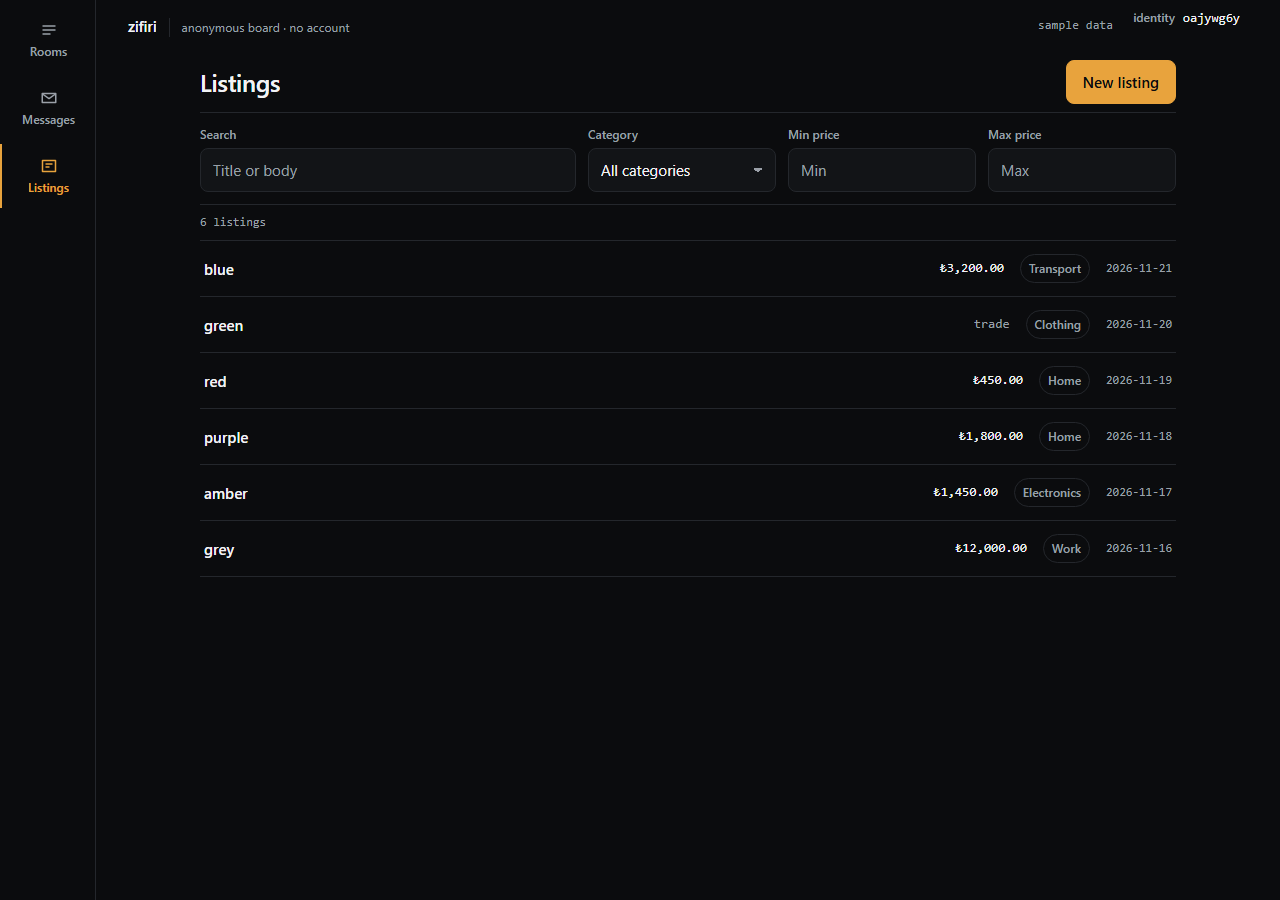 Rooms
Messages
Listings
zifiri
anonymous board · no account
sample data
identity oajywg6y
Listings
New listing
Search
Category
Min price
Max price
Title or body
All categories
Min
Max
6 listings
blue ₺3,200.00 Transport 2026-11-21
green trade Clothing 2026-11-20
red ₺450.00 Home 2026-11-19
purple ₺1,800.00 Home 2026-11-18
amber ₺1,450.00 Electronics 2026-11-17
grey ₺12,000.00 Work 2026-11-16